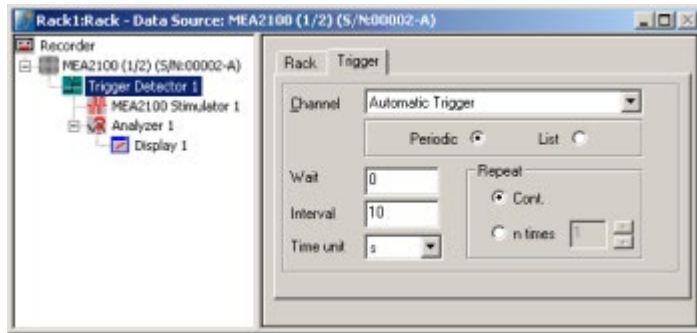 Rack1:Rack - Data Source: MEA2100 (1/2) (S/N:00002-A)
Recorder
MEA2100 (1/2) (S/N:00002-A)
Trigger Detector 1
MEA2100 Stimulator 1
Analyzer 1
Display 1
Rack Trigger
Channel Automatic Trigger
Periodic List
Wait 0
Interval 10
Time unit s
Repeat
Cont.
n times 1